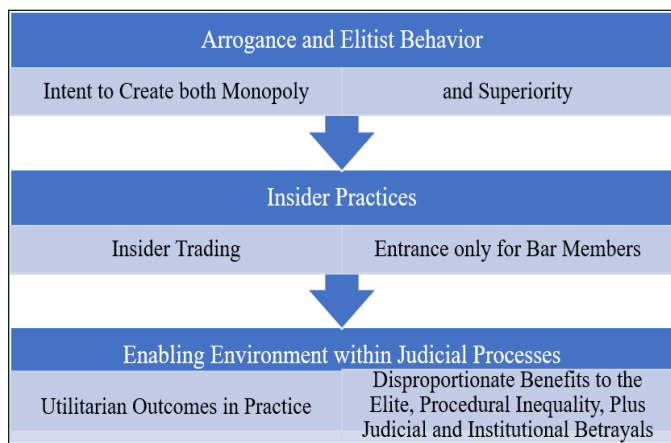 Arrogance and Elitist Behavior
Intent to Create both Monopoly
and Superiority
Insider Practices
Insider Trading
Entrance only for Bar Members
Enabling Environment within Judicial Processes
Utilitarian Outcomes in Practice
Disproportionate Benefits to the
Elite, Procedural Inequality, Plus
Judicial and Institutional Betrayals